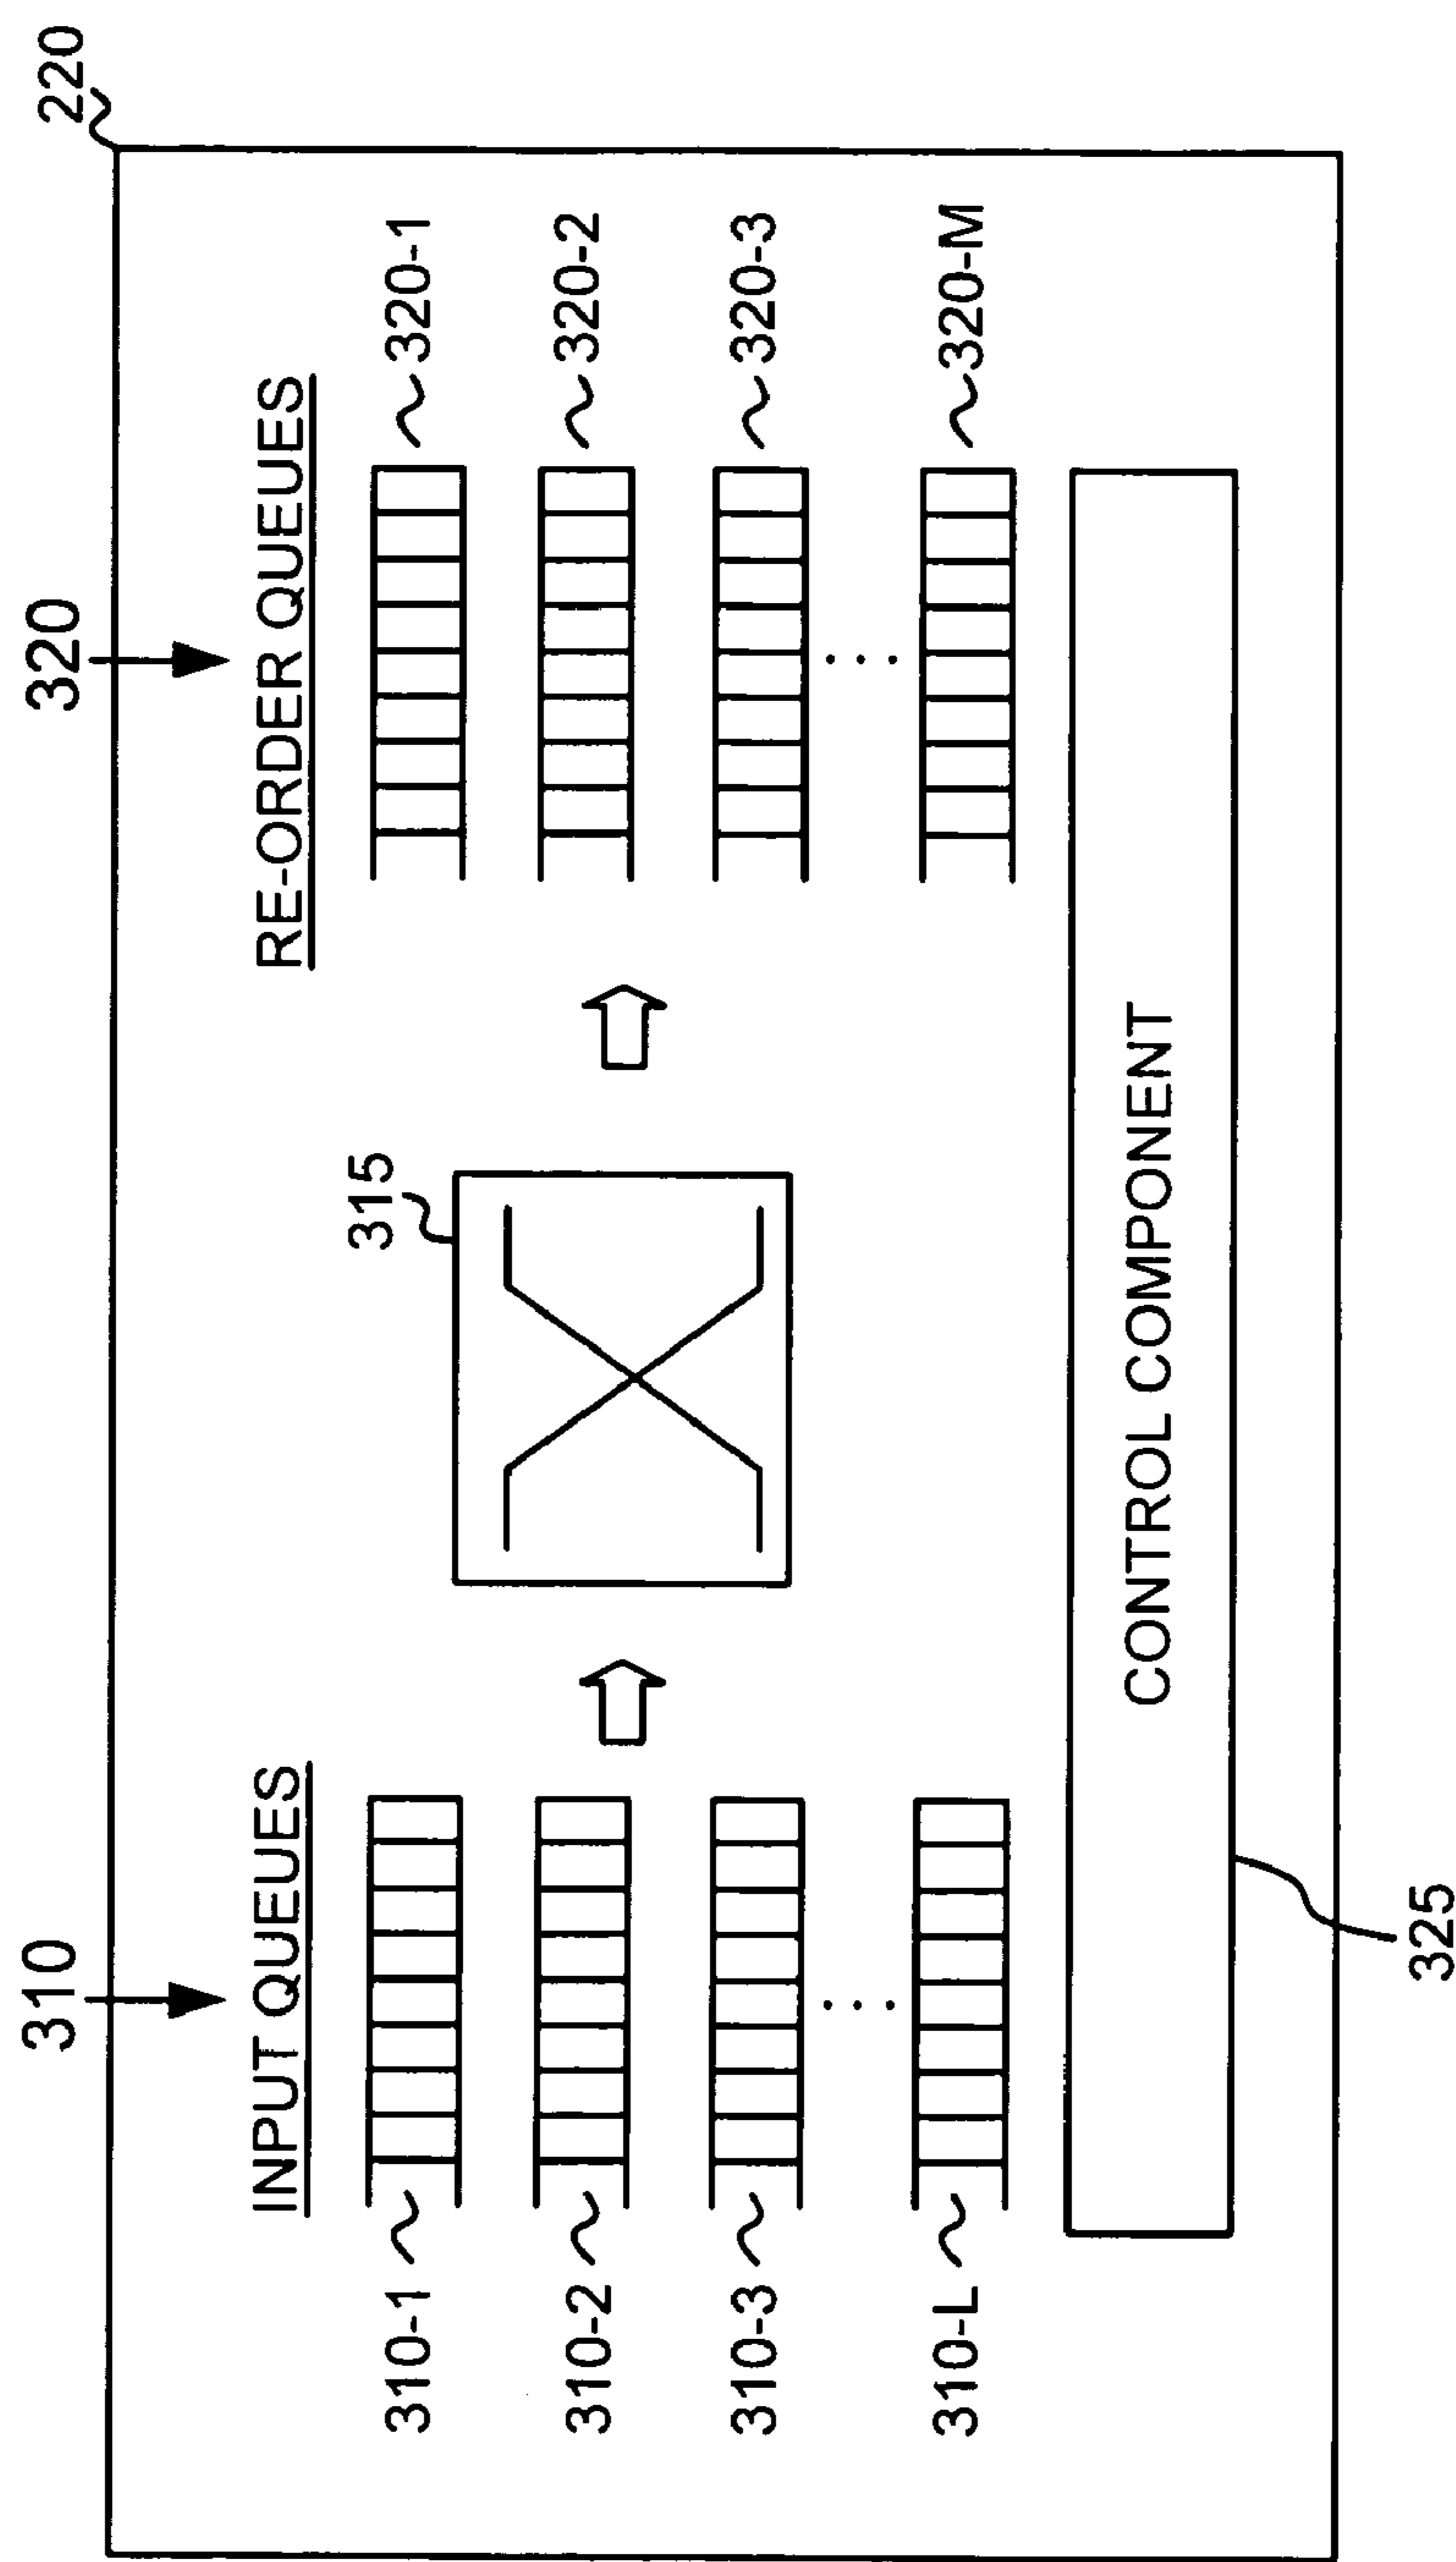 220
310
320
INPUT QUEUES
RE-ORDER QUEUES
310-1
315
320-1
310-2
320-2
310-3
320-3
310-L
320-M
CONTROL COMPONENT
325